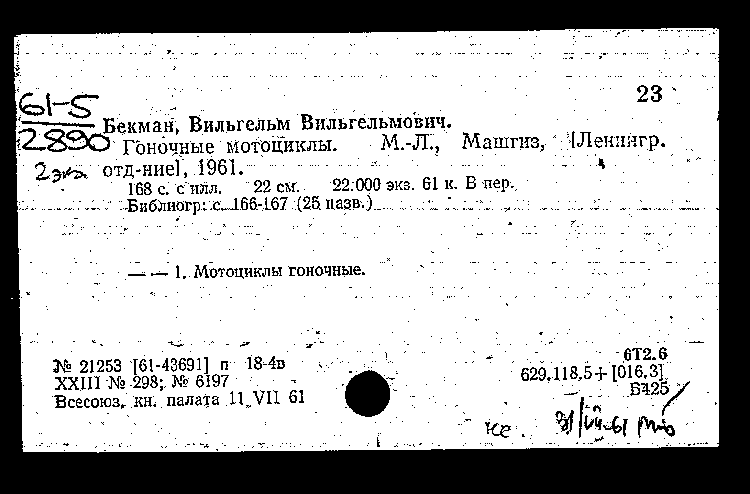 23
61-5
2890
2 экз
Бекман, Вильгельм Вильгельмович.
Гоночные мотоциклы. М.-Л., Машгиз, [Ленингр.
отд-ние], 1961.
168 с. с илл. 22 см. 22.000 экз. 61 к. В пер.
Библиогр: с. 166-167 (25 назв.)
— — 1. Мотоциклы гоночные.
№ 21253 [61-43691] п 18-4в
XXIII № 298; № 6197
Всесоюз. кн. палата 11 VII 61
6Т2.6
629.118.5+[016.3]
Б425
31/VII-61